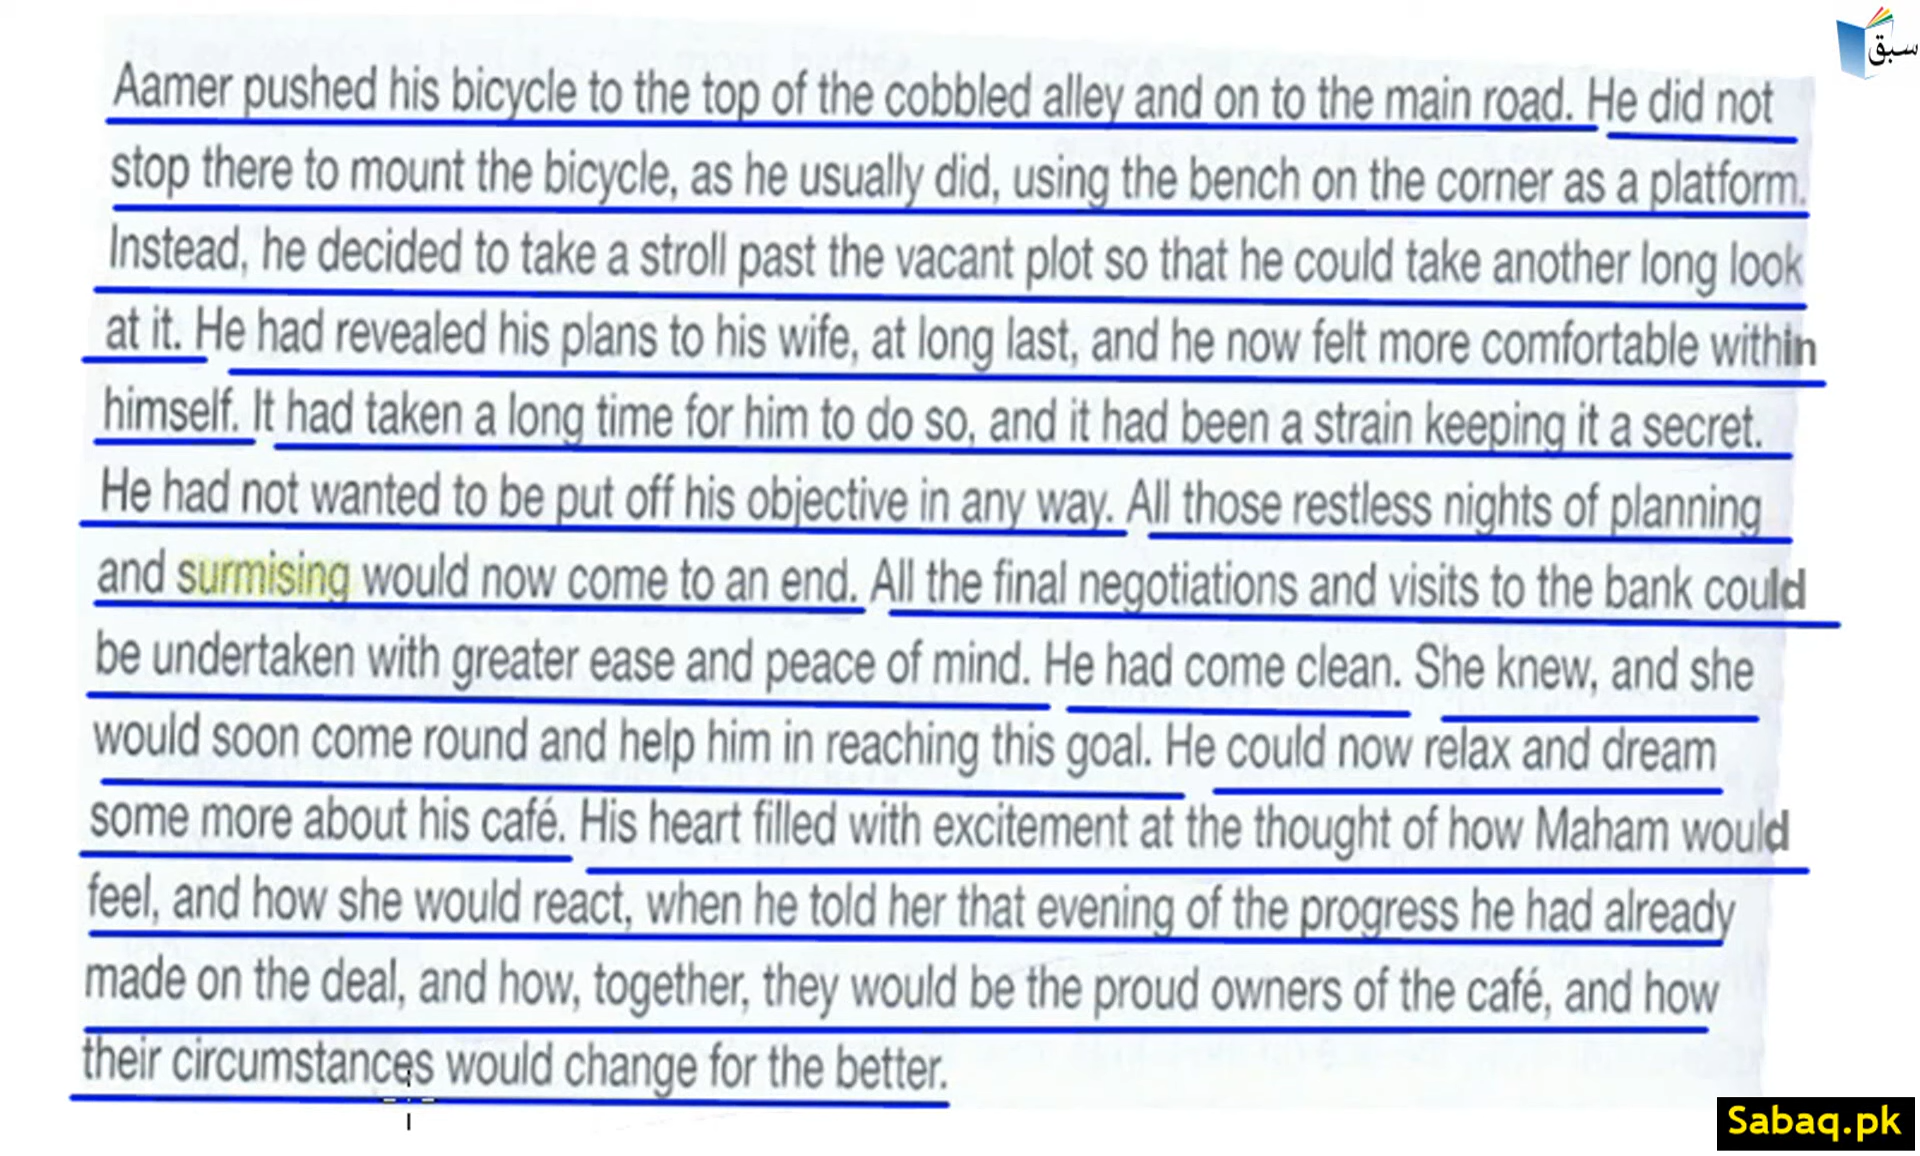 سبق
Aamer pushed his bicycle to the top of the cobbled alley and on to the main road. He did not
stop there to mount the bicycle, as he usually did, using the bench on the corner as a platform.
Instead, he decided to take a stroll past the vacant plot so that he could take another long look
at it. He had revealed his plans to his wife, at long last, and he now felt more comfortable within
himself. It had taken a long time for him to do so, and it had been a strain keeping it a secret.
He had not wanted to be put off his objective in any way. All those restless nights of planning
and surmising would now come to an end. All the final negotiations and visits to the bank could
be undertaken with greater ease and peace of mind. He had come clean. She knew, and she
would soon come round and help him in reaching this goal. He could now relax and dream
some more about his café. His heart filled with excitement at the thought of how Maham would
feel, and how she would react, when he told her that evening of the progress he had already
made on the deal, and how, together, they would be the proud owners of the café, and how
their circumstances would change for the better.
Sabaq.pk